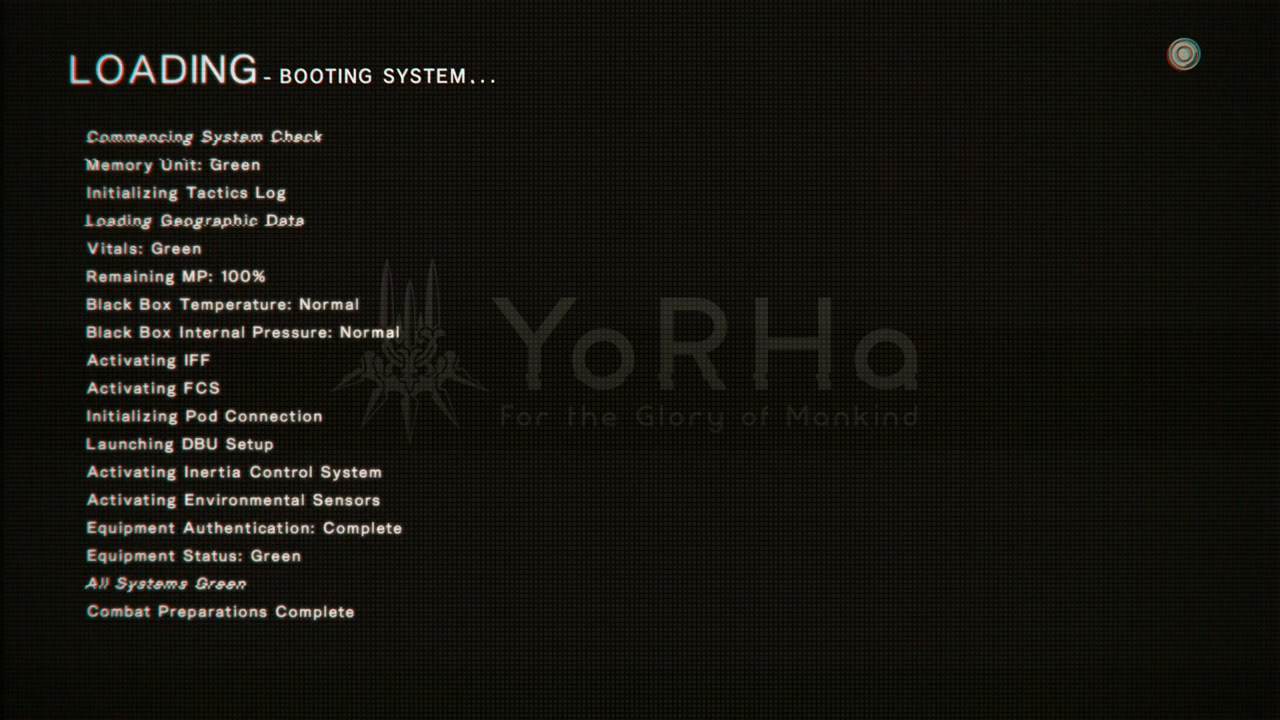 LOADING - BOOTING SYSTEM...
Commencing System Check
Memory Unit: Green
Initializing Tactics Log
Loading Geographic Data
Vitals: Green
Remaining MP: 100%
Black Box Temperature: Normal
Black Box Internal Pressure: Normal
Activating IFF
Activating FCS
Initializing Pod Connection
Launching DBU Setup
Activating Inertia Control System
Activating Environmental Sensors
Equipment Authentication: Complete
Equipment Status: Green
All Systems Green
Combat Preparations Complete
YoRHa
For the Glory of Mankind